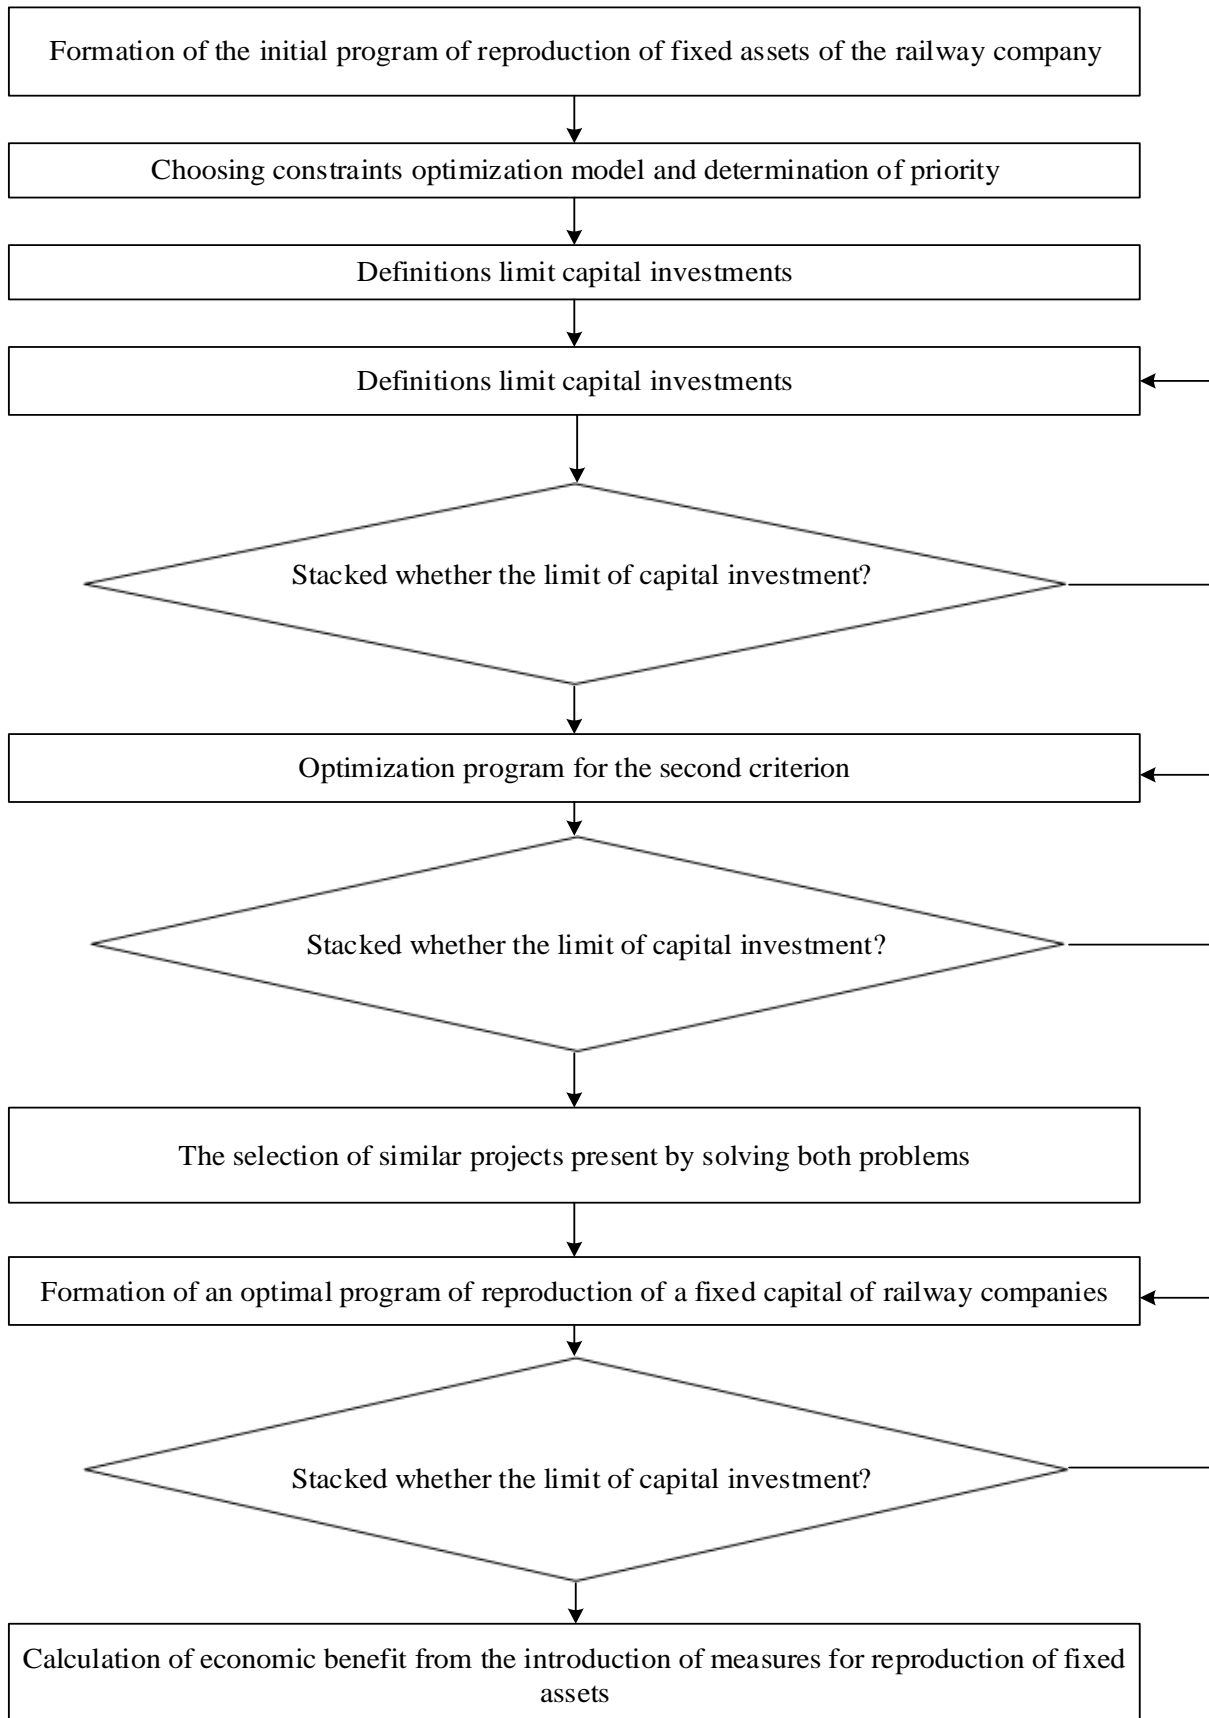 Formation of the initial program of reproduction of fixed assets of the railway company
Choosing constraints optimization model and determination of priority
Definitions limit capital investments
Definitions limit capital investments
Stacked whether the limit of capital investment?
Optimization program for the second criterion
Stacked whether the limit of capital investment?
The selection of similar projects present by solving both problems
Formation of an optimal program of reproduction of a fixed capital of railway companies
Stacked whether the limit of capital investment?
Calculation of economic benefit from the introduction of measures for reproduction of fixed
assets